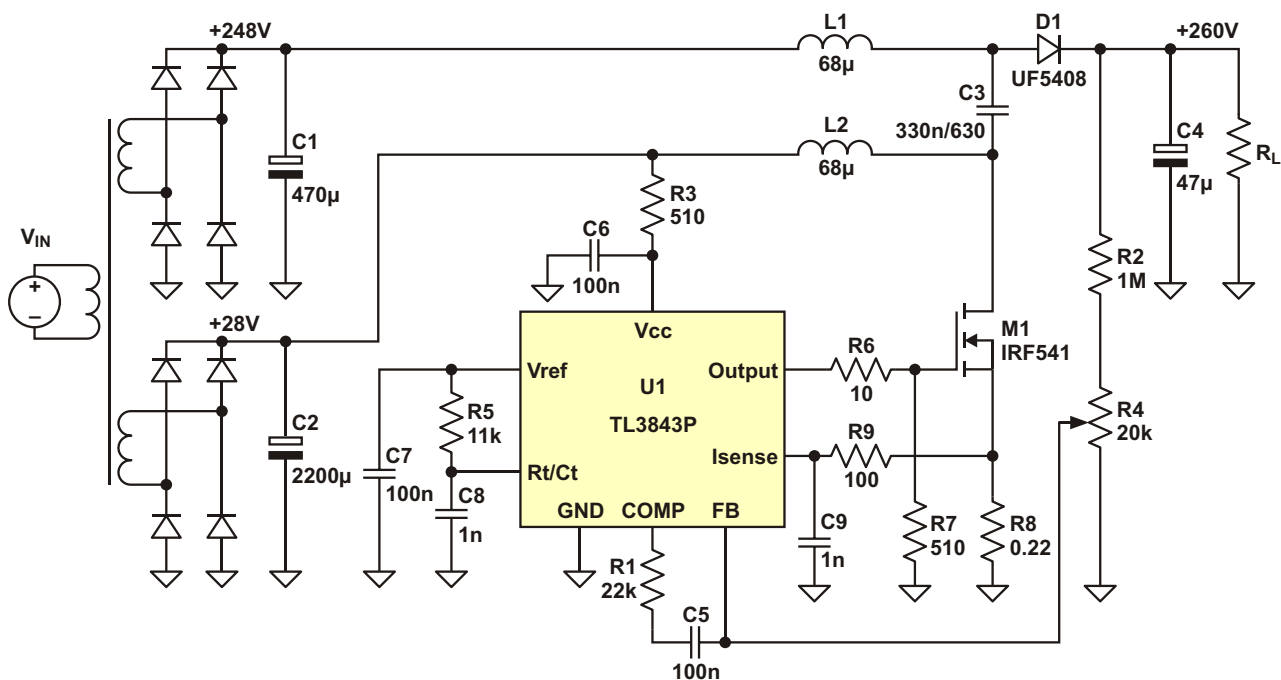 +248V
L1
68µ
D1
UF5408
+260V
C1
470µ
L2
68µ
C3
330n/630
C4
47µ
RL
R3
510
C6
100n
VIN
+
–
R2
1M
+28V
C2
2200µ
Vcc
Vref
U1
TL3843P
Output
Isense
Rt/Ct
GND
COMP
FB
R5
11k
C7
100n
C8
1n
R6
10
M1
IRF541
R9
100
R4
20k
C9
1n
R7
510
R8
0.22
R1
22k
C5
100n